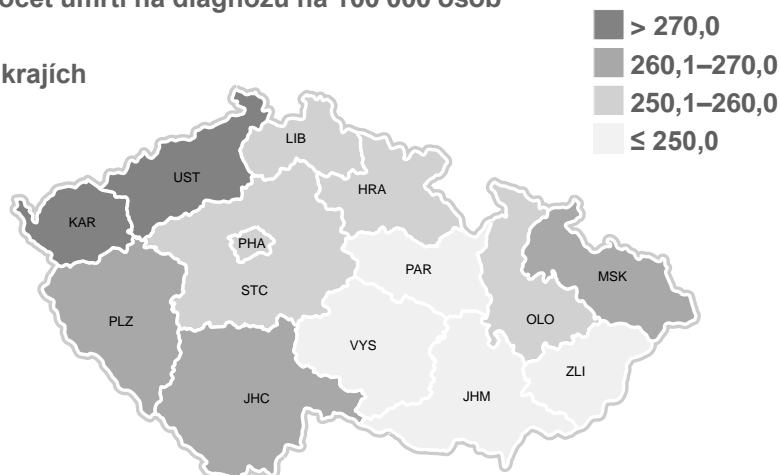 očet úmrtí na diagnózu na 100 000 osob
> 270,0
260,1–270,0
krajích
250,1–260,0
≤ 250,0
LIB
UST
HRA
KAR
PHA
PAR
MSK
STC
PLZ
OLO
VYS
ZLI
JHC
JHM